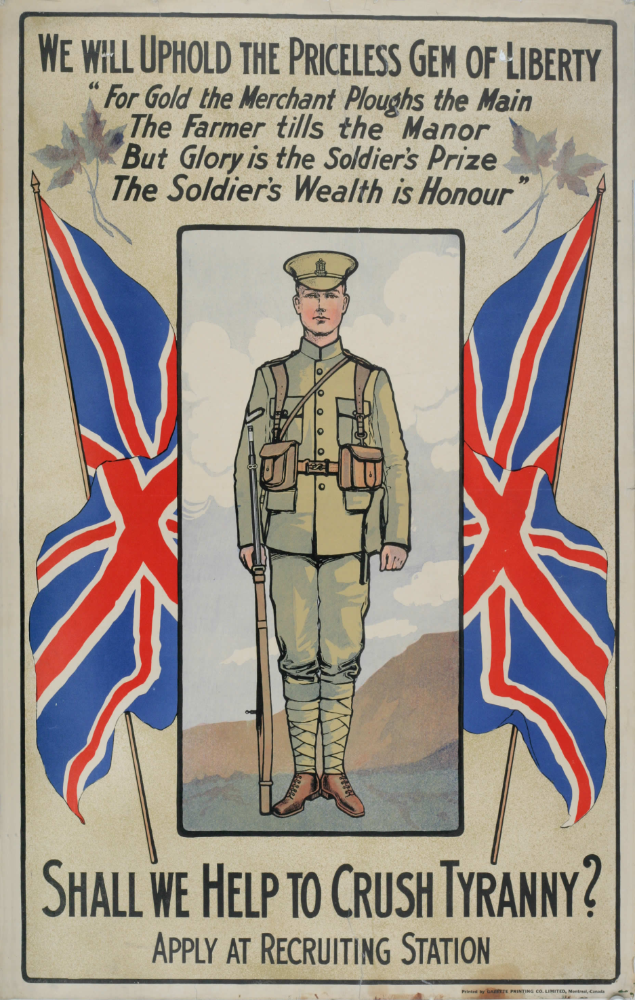 We Will Uphold the Priceless Gem of Liberty
"For Gold the Merchant Ploughs the Main
The Farmer tills the Manor
But Glory is the Soldier's Prize
The Soldier's Wealth is Honour"
Shall we Help to Crush Tyranny?
Apply at Recruiting Station
Printed by GAZETTE PRINTING CO. LIMITED, Montreal, Canada